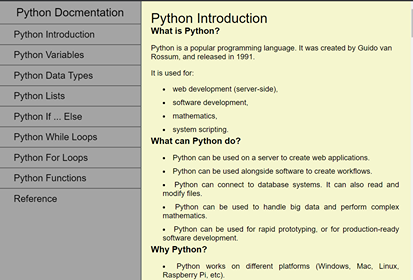 Python Docmentation
Python Introduction
Python Variables
Python Data Types
Python Lists
Python If ... Else
Python While Loops
Python For Loops
Python Functions
Reference
Python Introduction
What is Python?
Python is a popular programming language. It was created by Guido van
Rossum, and released in 1991.
It is used for:
• web development (server-side),
• software development,
• mathematics,
• system scripting.
What can Python do?
• Python can be used on a server to create web applications.
• Python can be used alongside software to create workflows.
• Python can connect to database systems. It can also read and
modify files.
• Python can be used to handle big data and perform complex
mathematics.
• Python can be used for rapid prototyping, or for production-ready
software development.
Why Python?
• Python works on different platforms (Windows, Mac, Linux,
Raspberry Pi, etc).